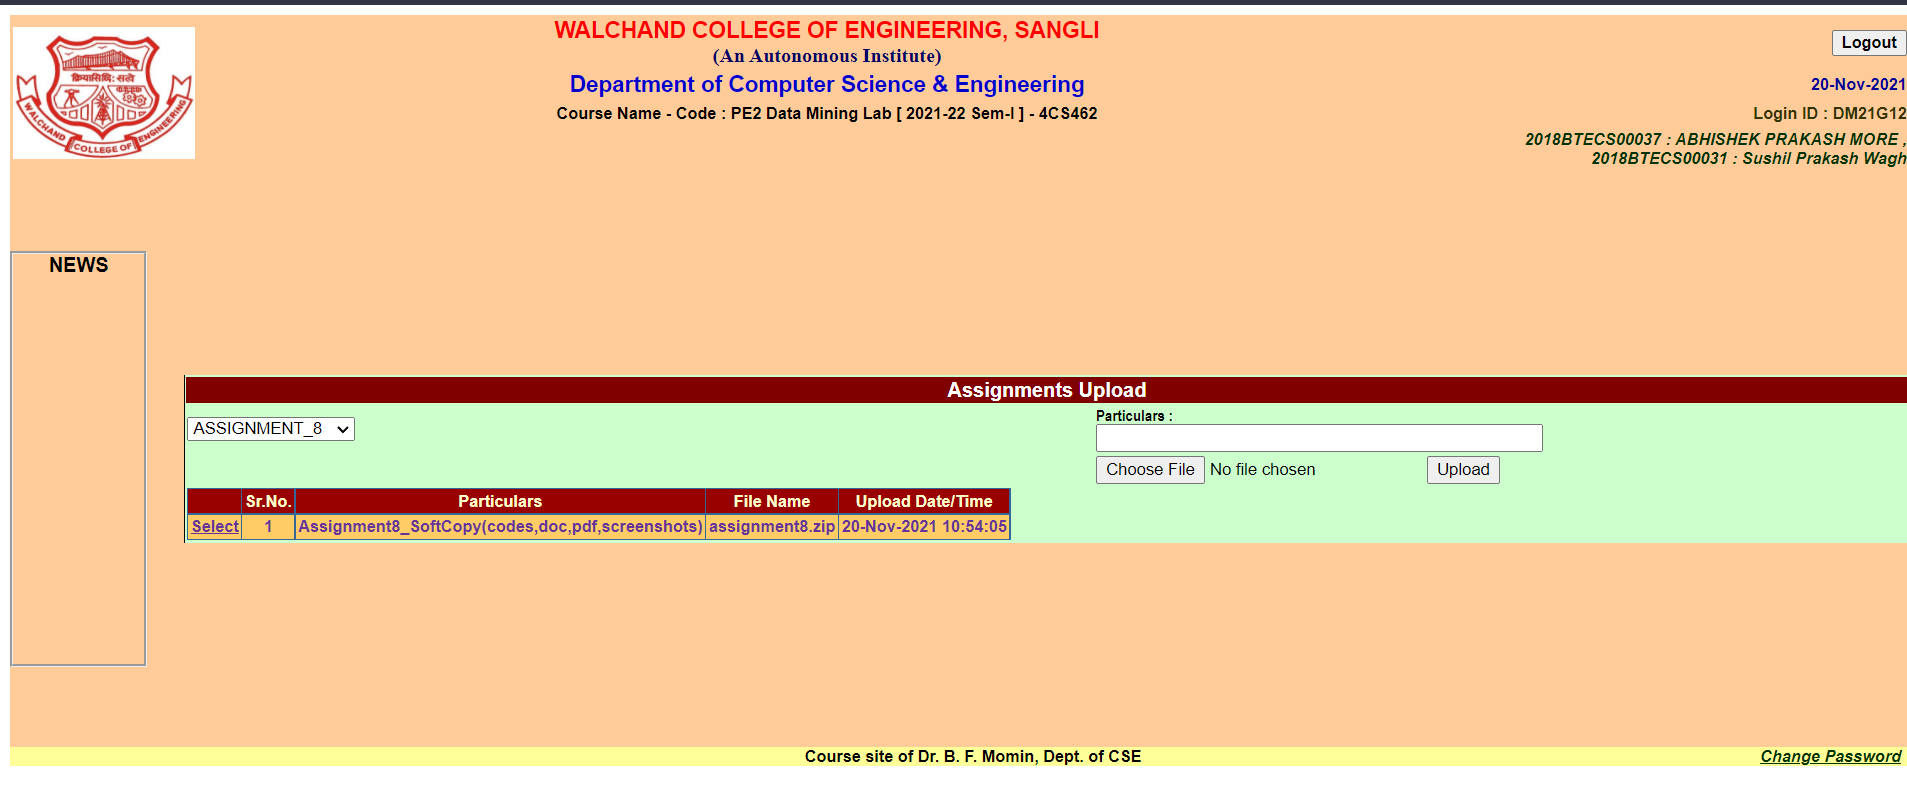 WALCHAND COLLEGE OF ENGINEERING, SANGLI
(An Autonomous Institute)
Department of Computer Science & Engineering
Course Name - Code : PE2 Data Mining Lab [ 2021-22 Sem-I ] - 4CS462
Logout
20-Nov-2021
Login ID : DM21G12
2018BTECS00037 : ABHISHEK PRAKASH MORE ,
2018BTECS00031 : Sushil Prakash Wagh
WALCHAND COLLEGE OF ENGINEERING
NEWS
Assignments Upload
ASSIGNMENT_8
Particulars :
Choose File No file chosen Upload
Sr.No. Particulars File Name Upload Date/Time
Select 1 Assignment8_SoftCopy(codes,doc,pdf,screenshots) assignment8.zip 20-Nov-2021 10:54:05
Course site of Dr. B. F. Momin, Dept. of CSE
Change Password